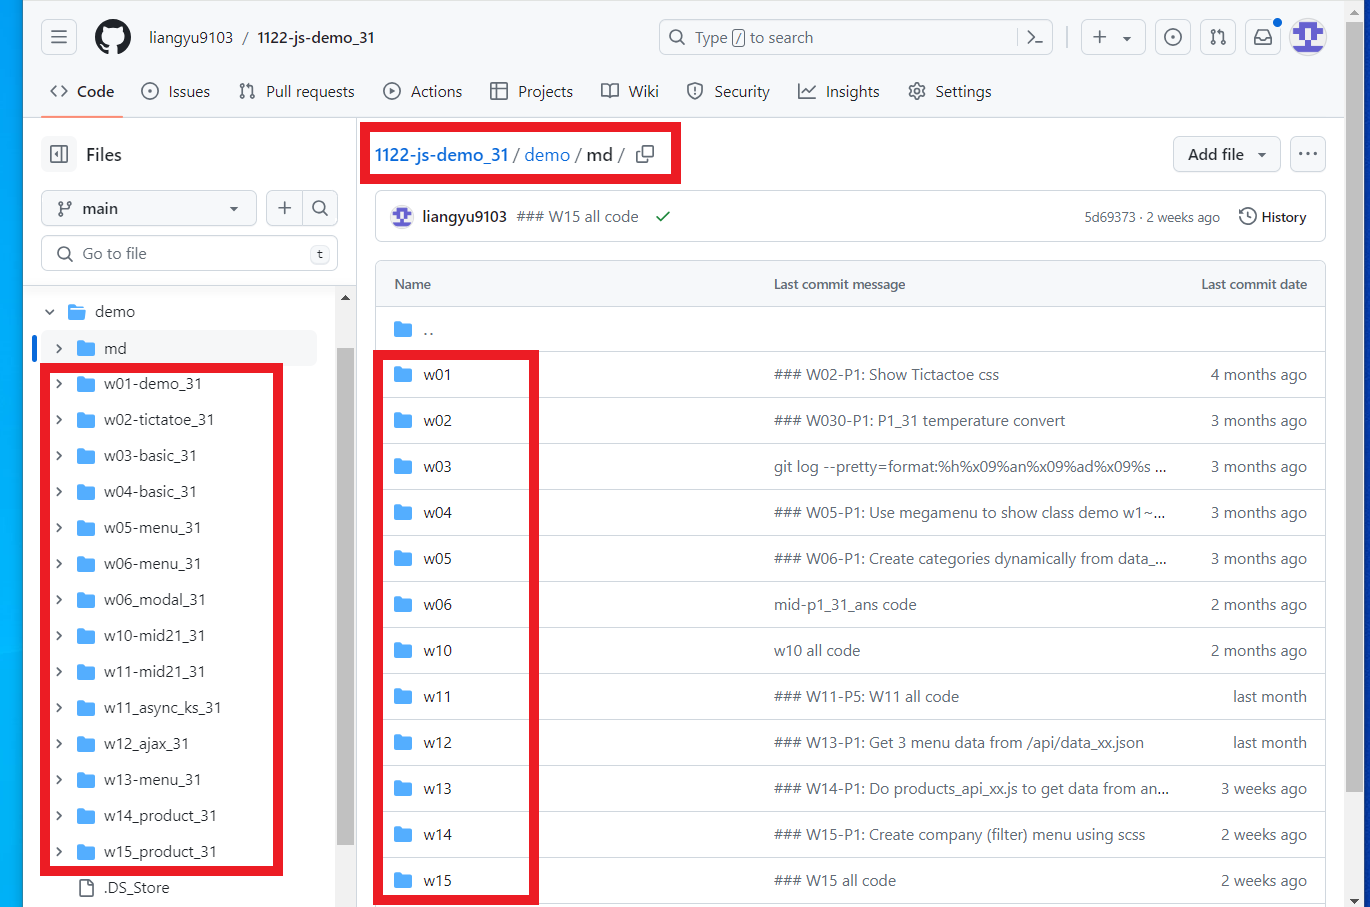 liangyu9103 / 1122-js-demo_31
Type / to search
Code Issues Pull requests Actions Projects Wiki Security Insights Settings
Files
main
Go to file t
demo
md
w01-demo_31
w02-tictatoe_31
w03-basic_31
w04-basic_31
w05-menu_31
w06-menu_31
w06_modal_31
w10-mid21_31
w11-mid21_31
w11_async_ks_31
w12_ajax_31
w13-menu_31
w14_product_31
w15_product_31
.DS_Store
1122-js-demo_31 / demo / md /
Add file
liangyu9103 ### W15 all code 5d69373 · 2 weeks ago History
Name Last commit message Last commit date
..
w01 ### W02-P1: Show Tictactoe css 4 months ago
w02 ### W030-P1: P1_31 temperature convert 3 months ago
w03 git log --pretty=format:%h%x09%an%x09%ad%x09%s ... 3 months ago
w04 ### W05-P1: Use megamenu to show class demo w1~... 3 months ago
w05 ### W06-P1: Create categories dynamically from data_... 3 months ago
w06 mid-p1_31_ans code 2 months ago
w10 w10 all code 2 months ago
w11 ### W11-P5: W11 all code last month
w12 ### W13-P1: Get 3 menu data from /api/data_xx.json last month
w13 ### W14-P1: Do products_api_xx.js to get data from an... 3 weeks ago
w14 ### W15-P1: Create company (filter) menu using scss 2 weeks ago
w15 ### W15 all code 2 weeks ago